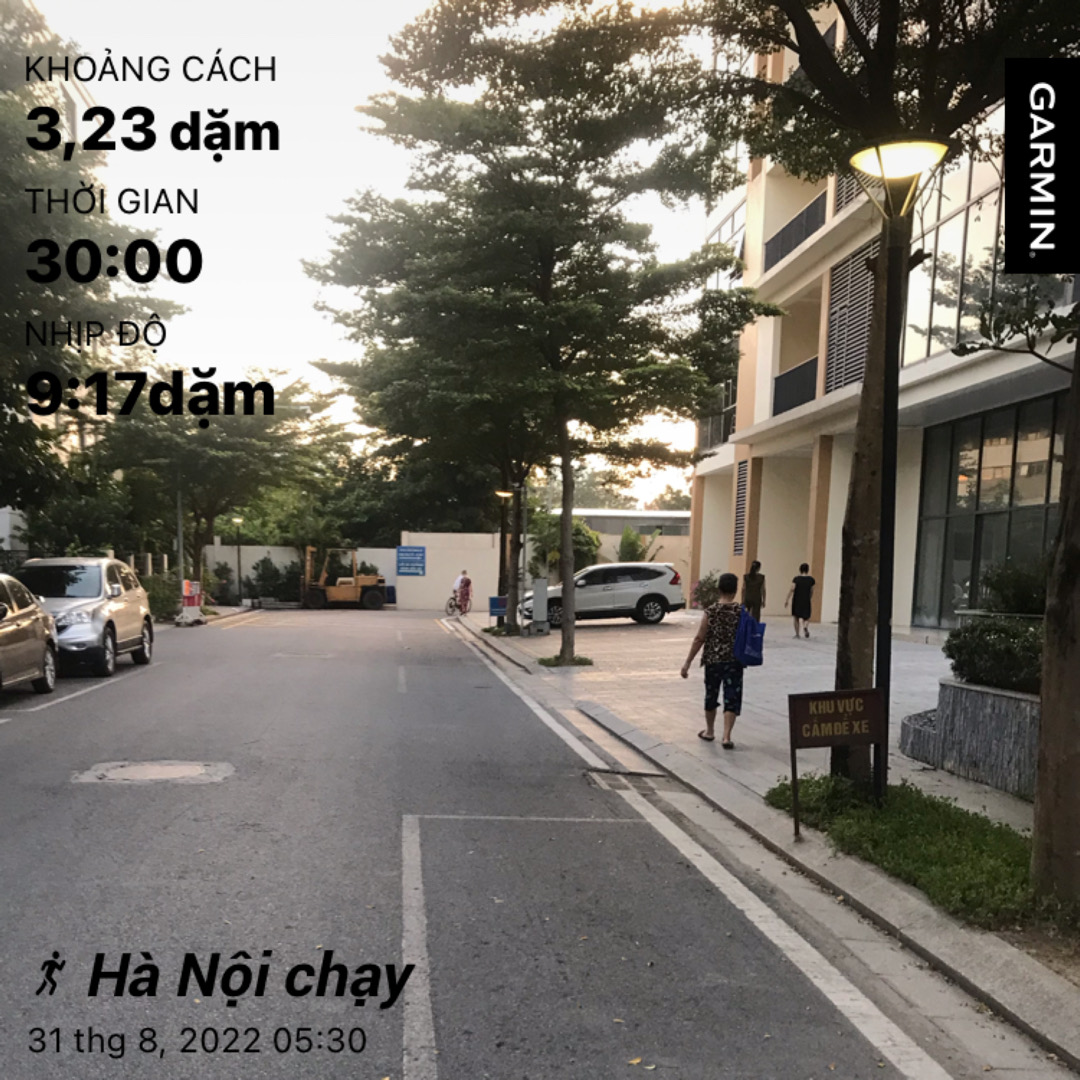 KHOẢNG CÁCH
3,23 dặm
THỜI GIAN
30:00
NHỊP ĐỘ
9:17dặm
GARMIN
KHU VỰC
CẤM ĐỂ XE
Hà Nội chạy
31 thg 8, 2022 05:30